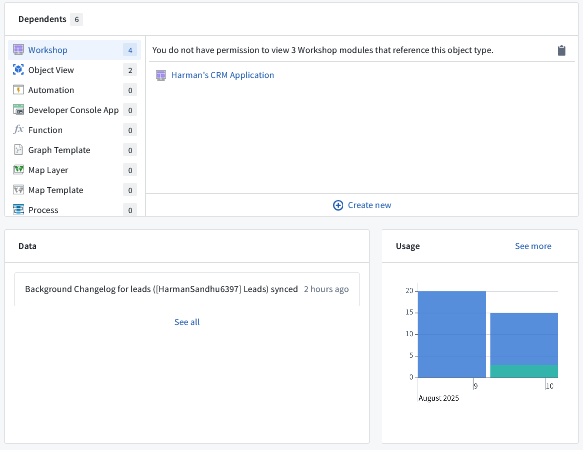 Dependents 6
Workshop 4
Object View 2
Automation 0
Developer Console App 0
Function 0
Graph Template 0
Map Layer 0
Map Template 0
Process 0
You do not have permission to view 3 Workshop modules that reference this object type.
Harman's CRM Application
Create new
Data
Background Changelog for leads ([HarmanSandhu6397] Leads) synced 2 hours ago
See all
Usage See more
20
15
10
5
0
9 10
August 2025